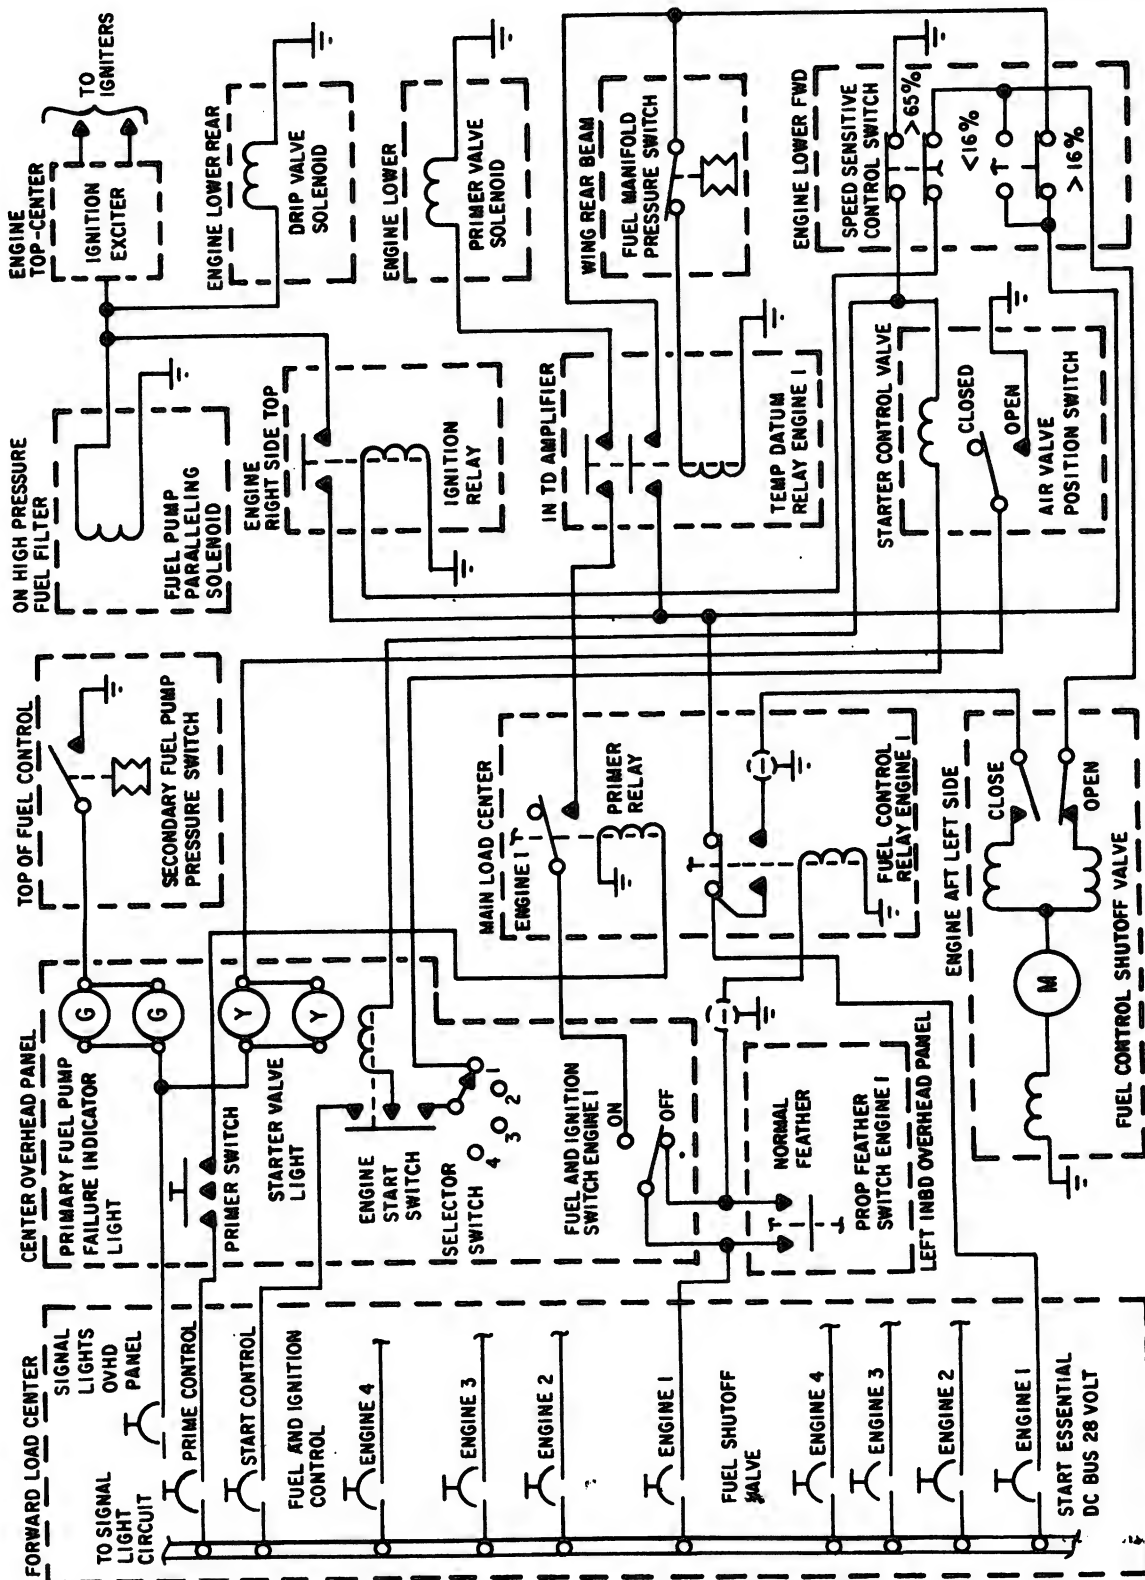 FORWARD LOAD CENTER
TO SIGNAL
LIGHT
CIRCUIT
SIGNAL
LIGHTS
OVHD
PANEL
PRIME CONTROL
START CONTROL
FUEL AND IGNITION
CONTROL
ENGINE 4
ENGINE 3
ENGINE 2
ENGINE 1
FUEL SHUTOFF
VALVE
ENGINE 4
ENGINE 3
ENGINE 2
ENGINE 1
START ESSENTIAL
DC BUS 28 VOLT
CENTER OVERHEAD PANEL
PRIMARY FUEL PUMP
FAILURE INDICATOR
LIGHT
G
G
PRIMER SWITCH
STARTER VALVE
LIGHT
Y
Y
ENGINE
START
SWITCH
SELECTOR
SWITCH
1
2
3
4
FUEL AND IGNITION
SWITCH ENGINE 1
ON
OFF
NORMAL
FEATHER
PROP FEATHER
SWITCH ENGINE 1
LEFT INBD OVERHEAD PANEL
TOP OF FUEL CONTROL
SECONDARY FUEL PUMP
PRESSURE SWITCH
MAIN LOAD CENTER
ENGINE 1
PRIMER
RELAY
FUEL CONTROL
RELAY ENGINE 1
ENGINE AFT LEFT SIDE
CLOSE
OPEN
M
FUEL CONTROL SHUTOFF VALVE
ON HIGH PRESSURE
FUEL FILTER
FUEL PUMP
PARALLELING
SOLENOID
ENGINE
RIGHT SIDE TOP
IGNITION
RELAY
IN TD AMPLIFIER
TEMP DATUM
RELAY ENGINE 1
STARTER CONTROL VALVE
CLOSED
OPEN
AIR VALVE
POSITION SWITCH
ENGINE
TOP-CENTER
IGNITION
EXCITER
TO
IGNITERS
ENGINE LOWER REAR
DRIP VALVE
SOLENOID
ENGINE LOWER
PRIMER VALVE
SOLENOID
WING REAR BEAM
FUEL MANIFOLD
PRESSURE SWITCH
ENGINE LOWER FWD
SPEED SENSITIVE
CONTROL SWITCH
>65%
<16%
>16%